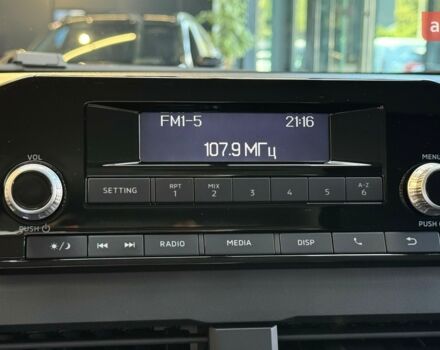 a
FM1-5 21:16
107.9 МГц
VOL
MENU
SETTING RPT 1 MIX 2 3 4 5 A-Z 6
PUSH PUSH
RADIO MEDIA DISP